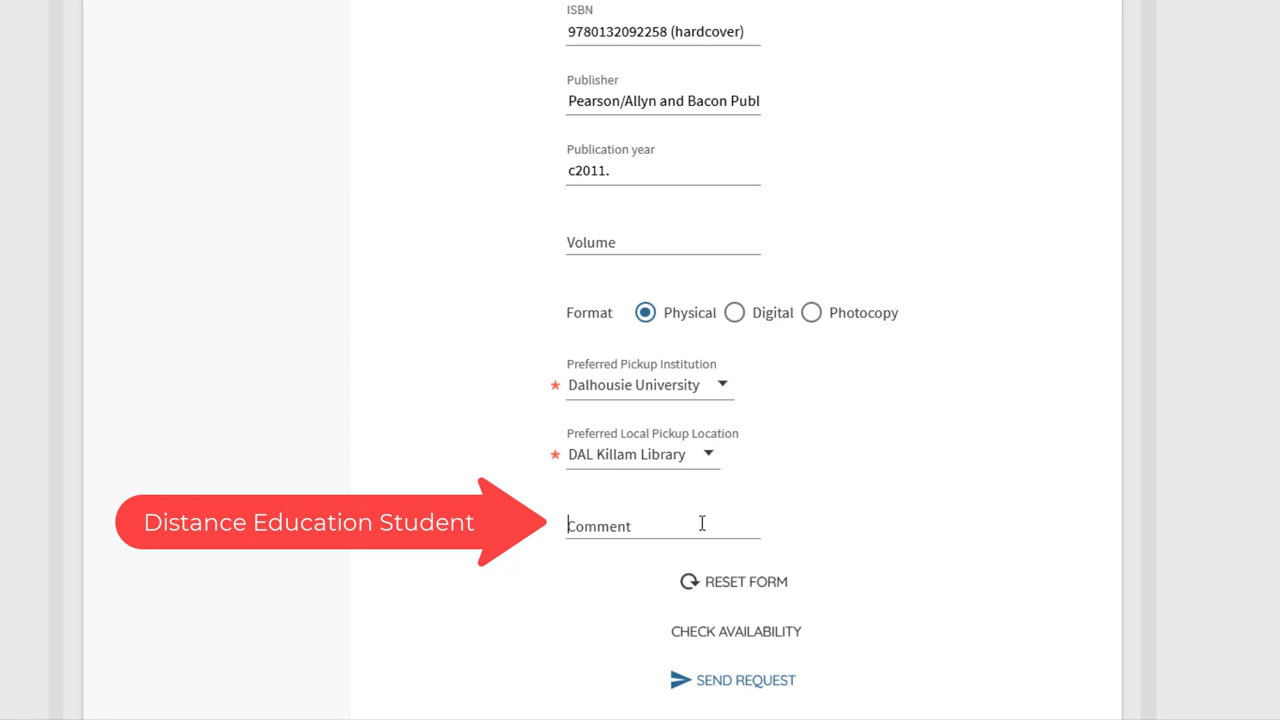 ISBN
9780132092258 (hardcover)
Publisher
Pearson/Allyn and Bacon Publ
Publication year
c2011.
Volume
Format Physical Digital Photocopy
Preferred Pickup Institution
* Dalhousie University
Preferred Local Pickup Location
* DAL Killam Library
Distance Education Student
Comment
RESET FORM
CHECK AVAILABILITY
SEND REQUEST